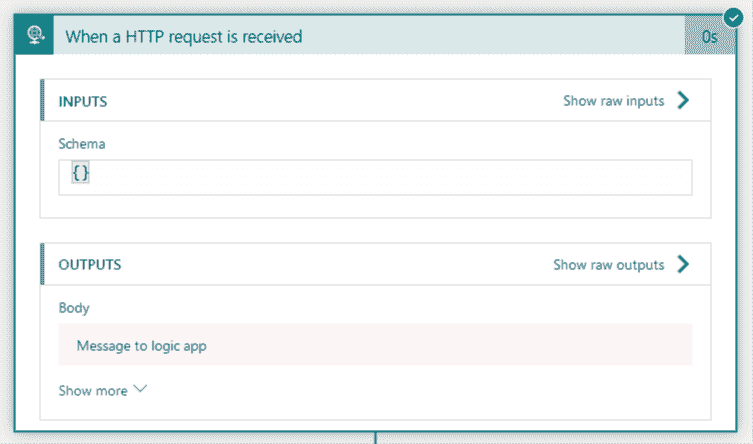 When a HTTP request is received
0s
INPUTS
Show raw inputs
Schema
{}
OUTPUTS
Show raw outputs
Body
Message to logic app
Show more